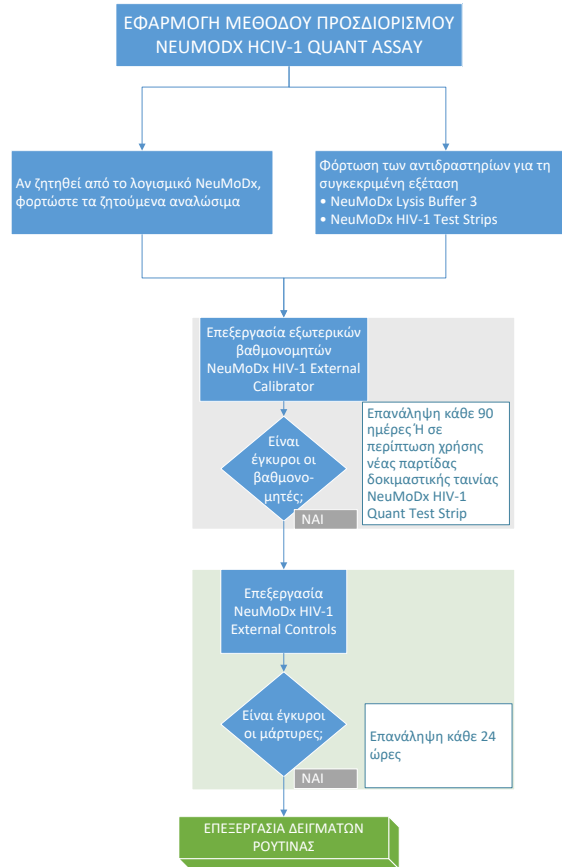 ΕΦΑΡΜΟΓΗ ΜΕΘΟΔΟΥ ΠΡΟΣΔΙΟΡΙΣΜΟΥ
NEUMODX HCIV-1 QUANT ASSAY
Αν ζητηθεί από το λογισμικό NeuMoDx,
φορτώστε τα ζητούμενα αναλώσιμα
Φόρτωση των αντιδραστηρίων για τη
συγκεκριμένη εξέταση
• NeuMoDx Lysis Buffer 3
• NeuMoDx HIV-1 Test Strips
Επεξεργασία εξωτερικών
βαθμονομητών
NeuMoDx HIV-1 External
Calibrator
Είναι
έγκυροι οι
βαθμονο-
μητές;
ΝΑΙ
Επανάληψη κάθε 90
ημέρες Ή σε
περίπτωση χρήσης
νέας παρτίδας
δοκιμαστικής ταινίας
NeuMoDx HIV-1
Quant Test Strip
Επεξεργασία
NeuMoDx HIV-1
External Controls
Είναι έγκυροι
οι μάρτυρες;
ΝΑΙ
Επανάληψη κάθε 24
ώρες
ΕΠΕΞΕΡΓΑΣΙΑ ΔΕΙΓΜΑΤΩΝ
ΡΟΥΤΙΝΑΣ